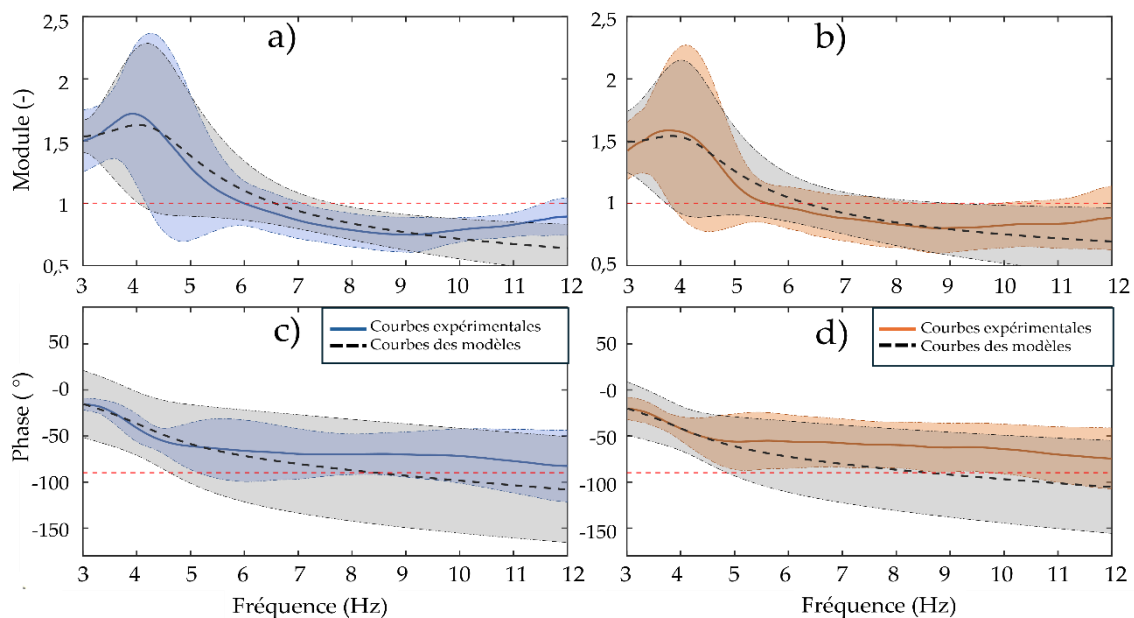 a)
b)
Module (-)
2,5
2
1,5
1
0,5
3 4 5 6 7 8 9 10 11 12
2,5
2
1,5
1
0,5
3 4 5 6 7 8 9 10 11 12
c)
Courbes expérimentales
Courbes des modèles
d)
Courbes expérimentales
Courbes des modèles
Phase ( °)
50
-0
-50
-100
-150
3 4 5 6 7 8 9 10 11 12
50
-0
-50
-100
-150
3 4 5 6 7 8 9 10 11 12
Fréquence (Hz)
Fréquence (Hz)